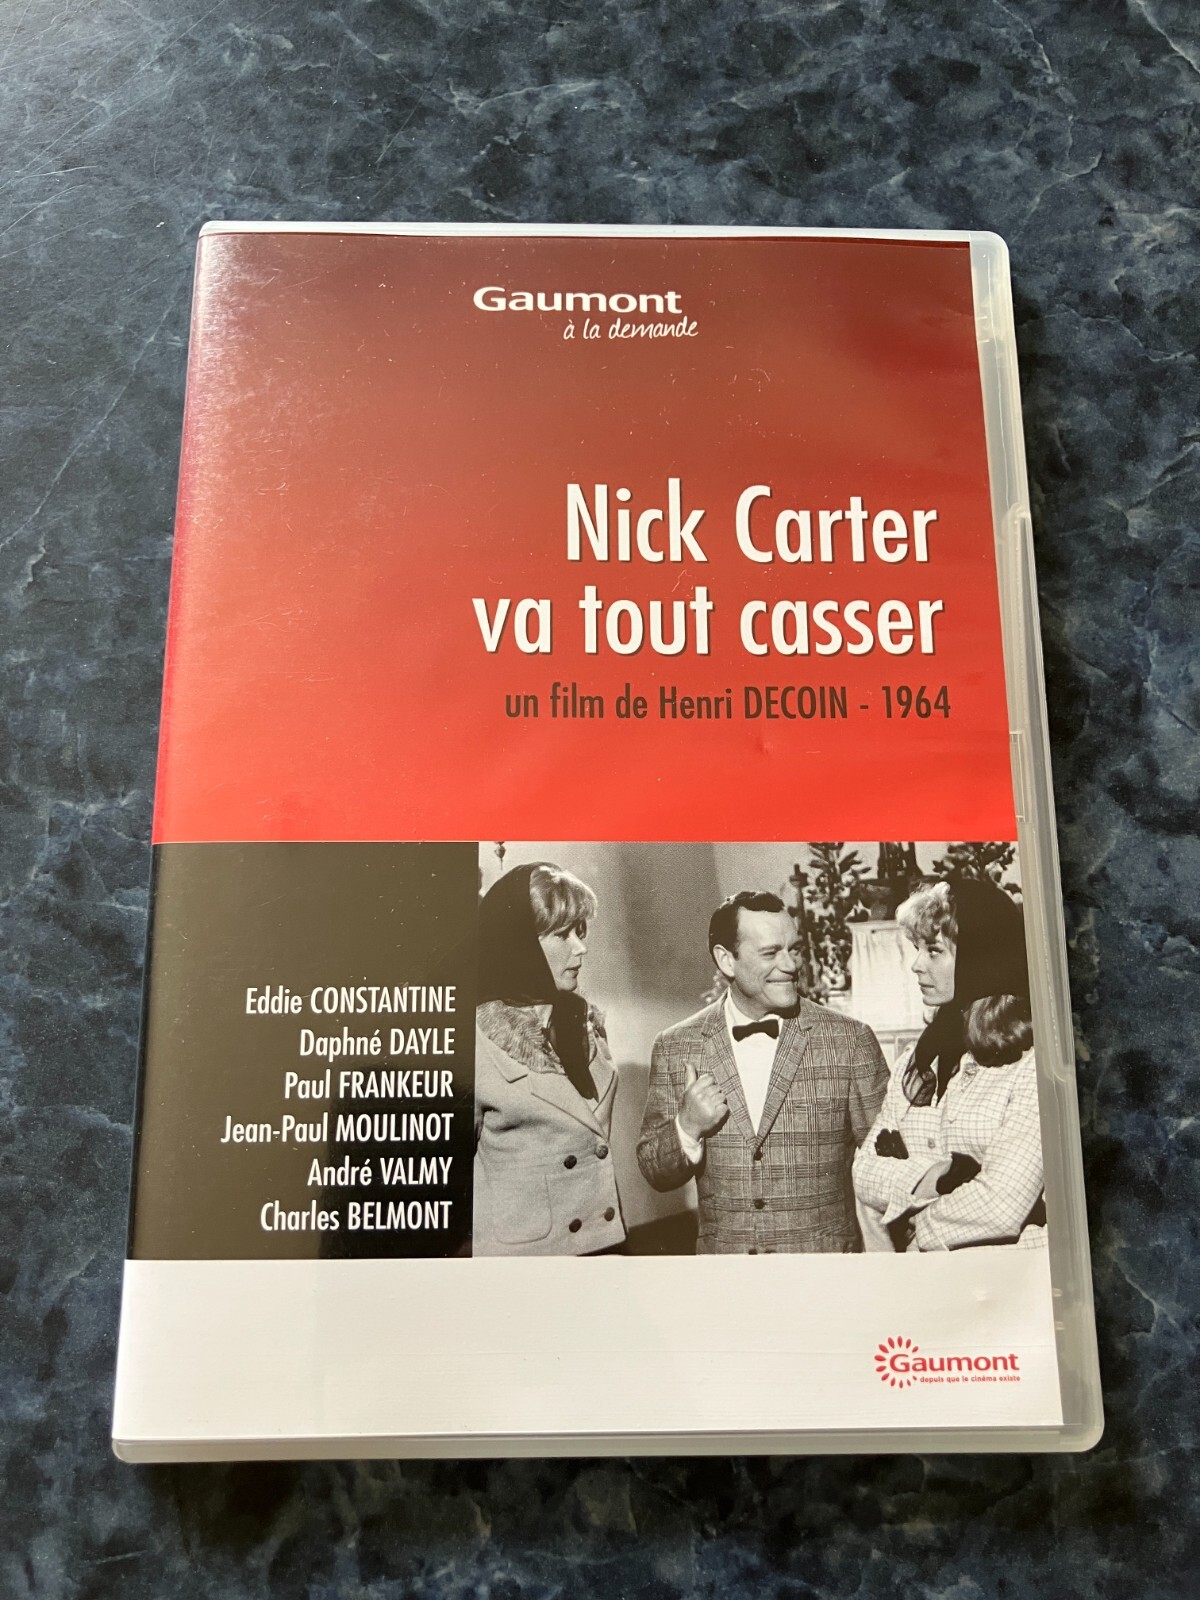 Gaumont
à la demande
Nick Carter
va tout casser
un film de Henri DECOIN - 1964
Eddie CONSTANTINE
Daphné DAYLE
Paul FRANKEUR
Jean-Paul MOULINOT
André VALMY
Charles BELMONT
Gaumont
depuis que le cinéma existe